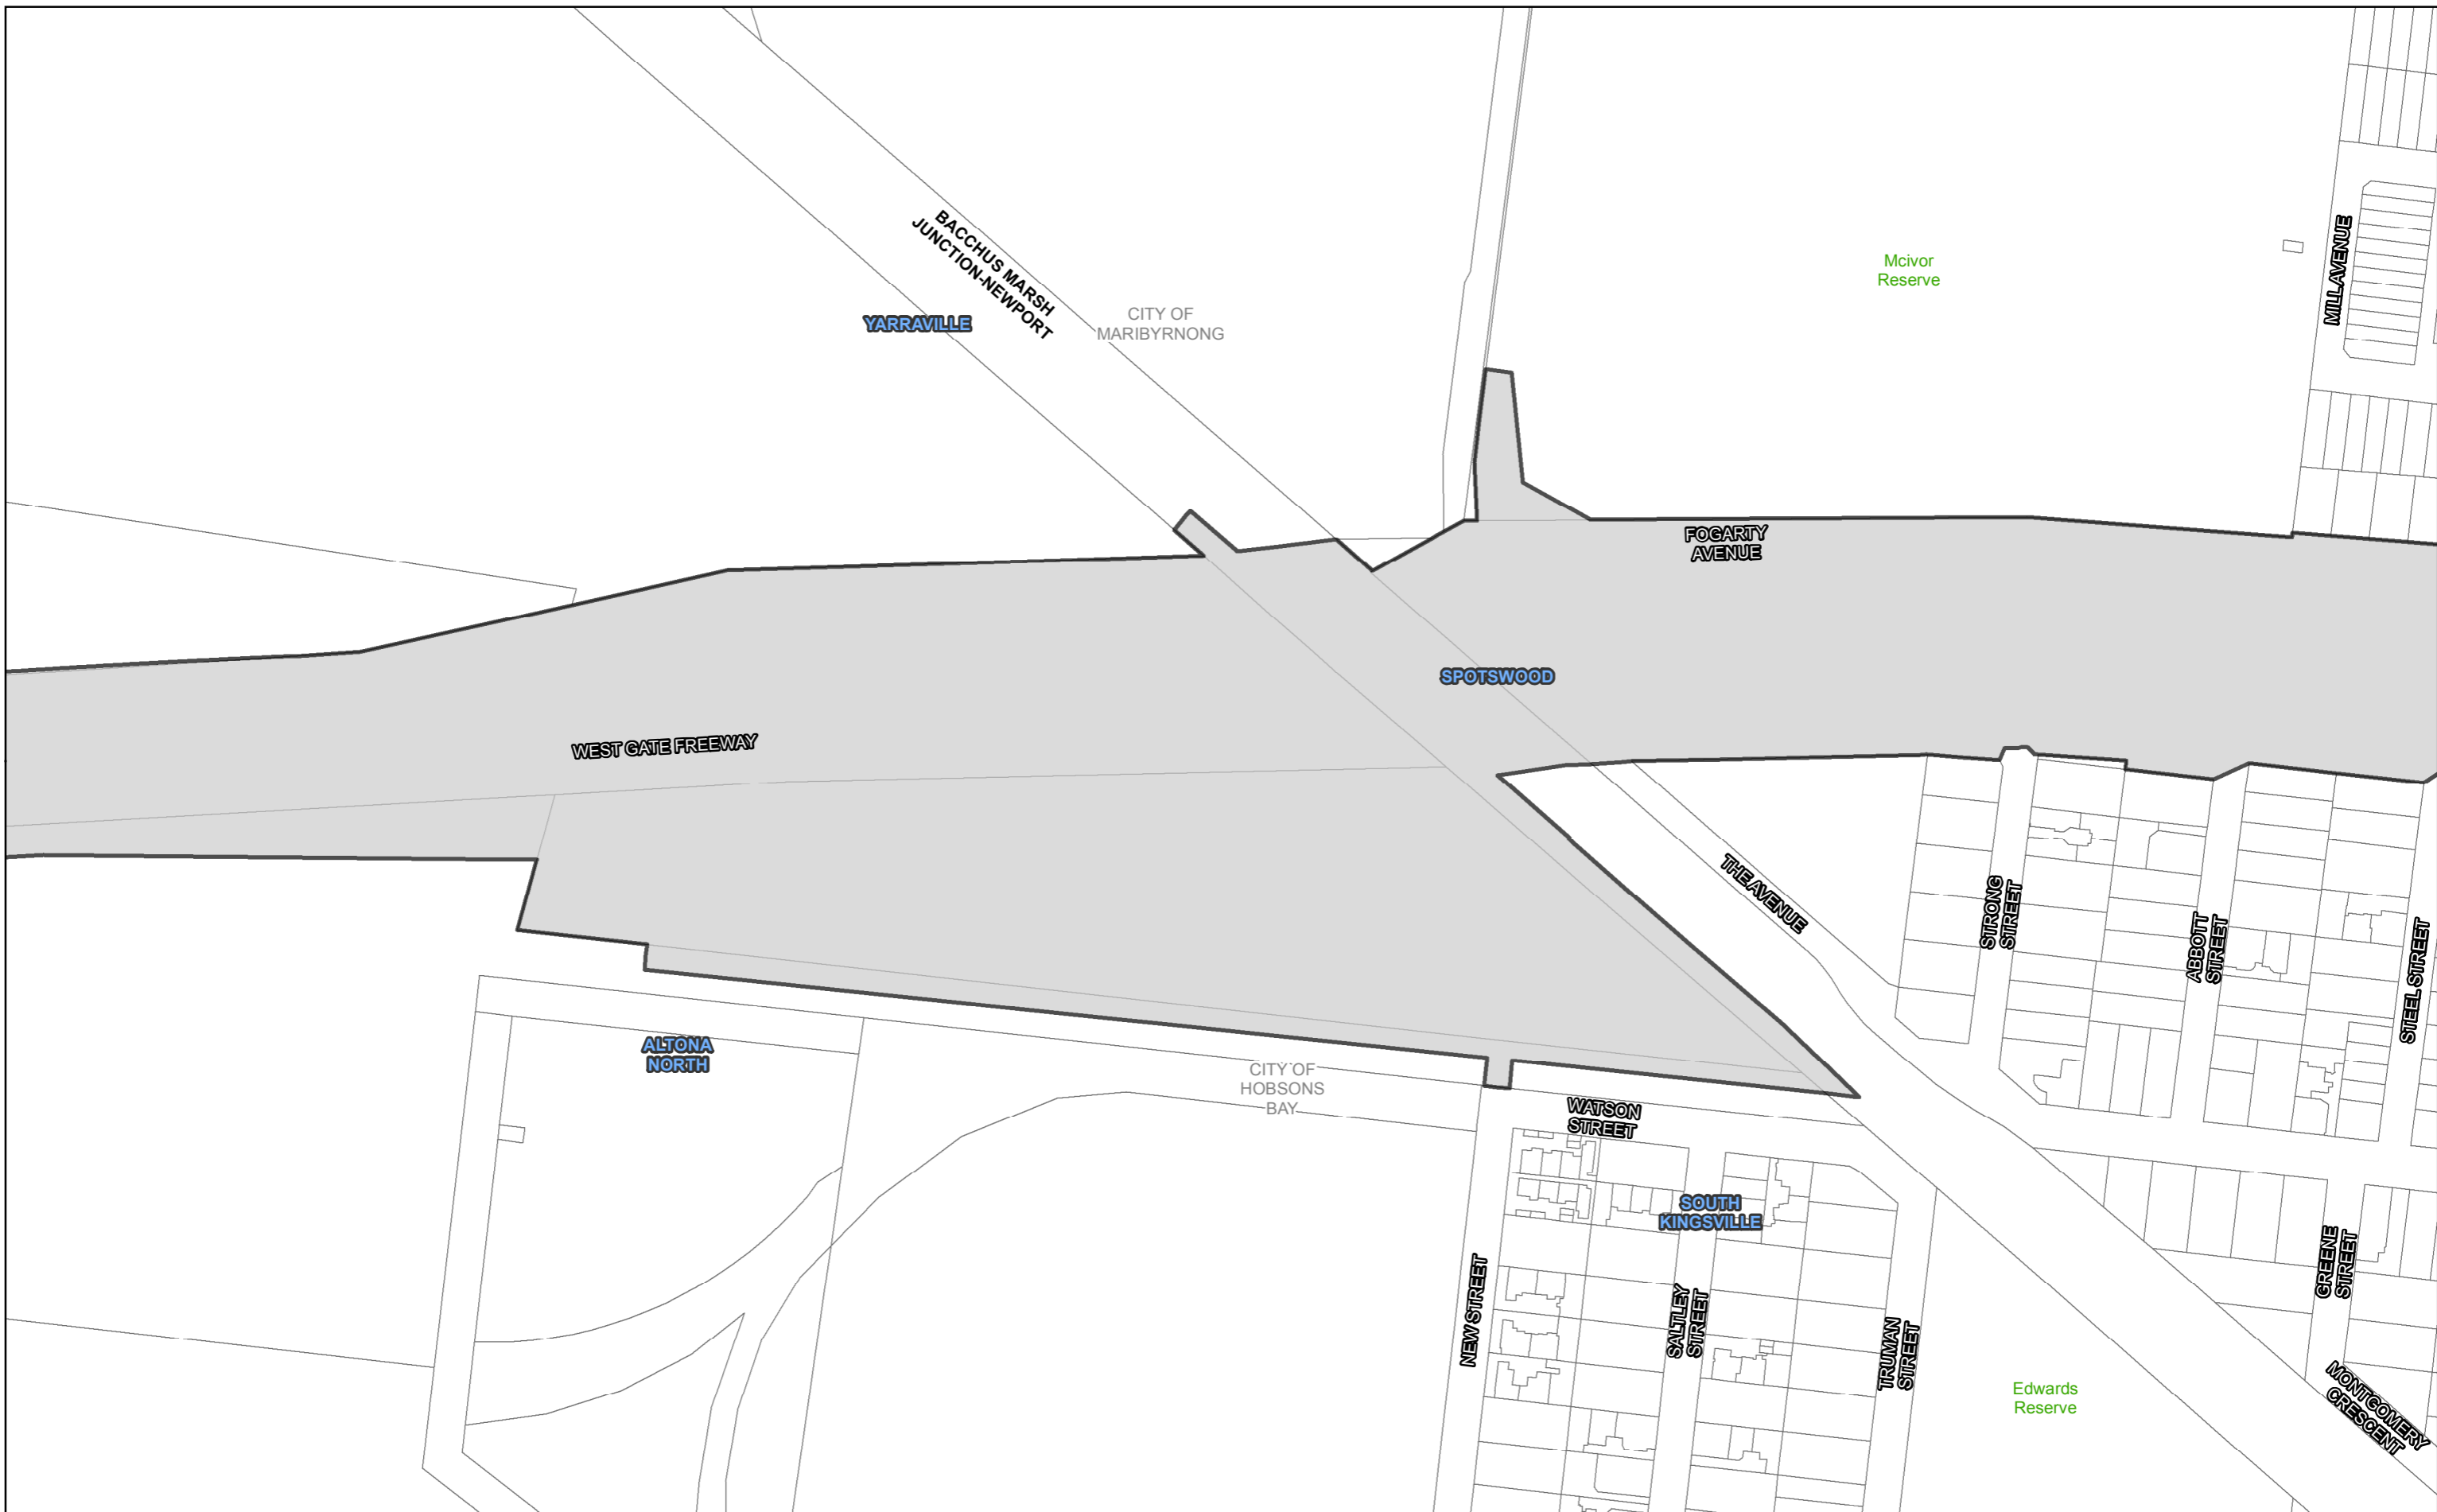 Mcivor
Reserve
MILL AVENUE
BACCHUS MARSH
JUNCTION-NEWPORT
YARRAVILLE
CITY OF
MARIBYRNONG
FOGARTY
AVENUE
SPOTSWOOD
WEST GATE FREEWAY
THE AVENUE
STRONG
STREET
ABBOTT
STREET
STEEL STREET
ALTONA
NORTH
CITY OF
HOBSONS
BAY
WATSON
STREET
SOUTH
KINGSVILLE
NEW STREET
SALTLEY
STREET
TRUMAN
STREET
GREENE
STREET
Edwards
Reserve
MONTGOMERY
CRESCENT